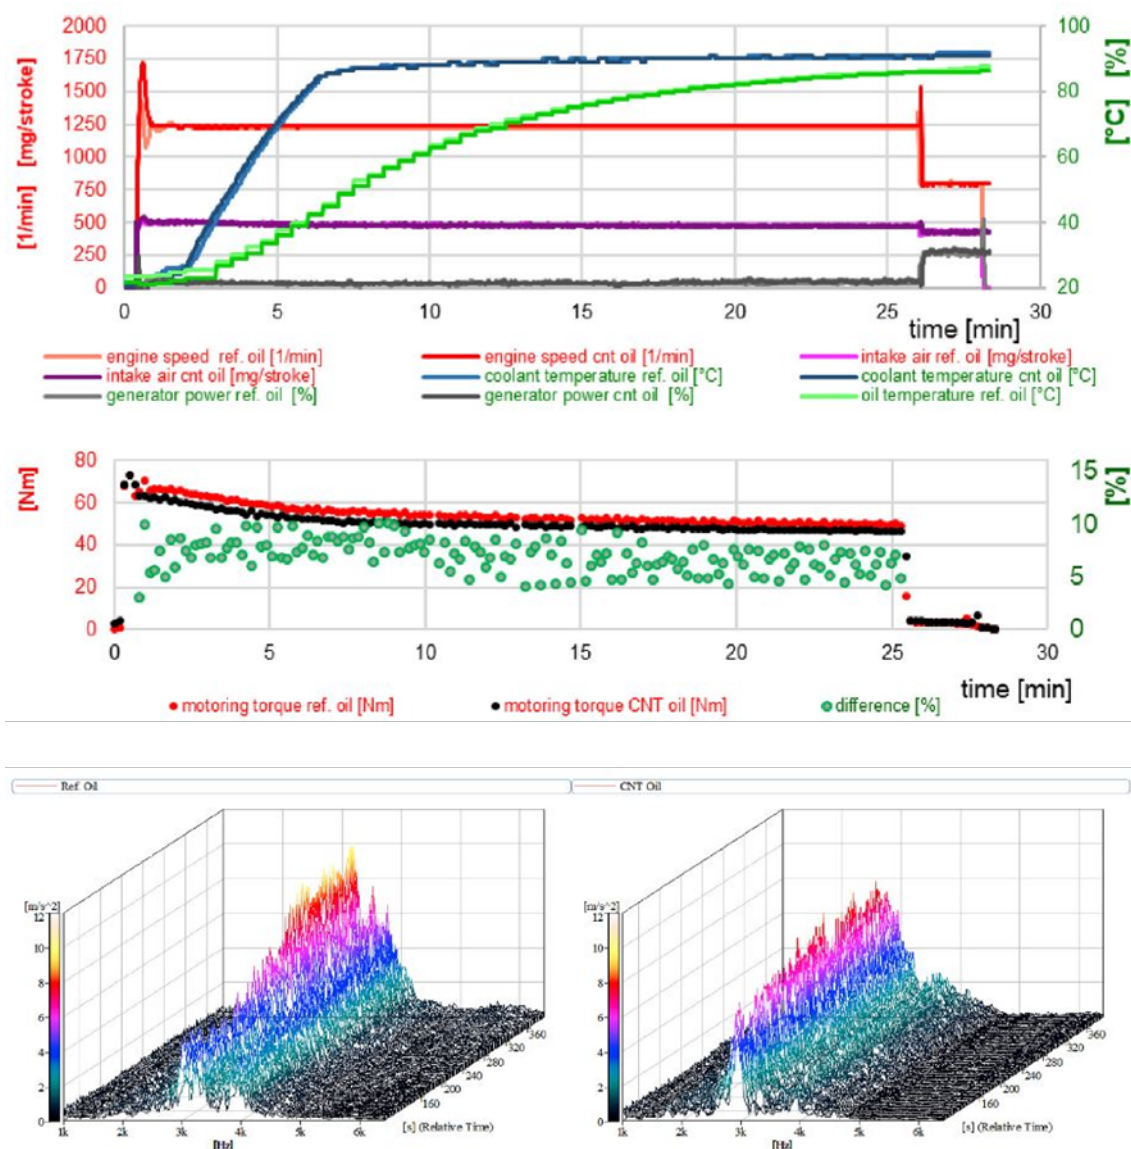 2000
1750
1500
1250
1000
750
500
250
0
[1/min] [mg/stroke]
100
80
60
40
20
[°C] [%]
0 5 10 15 20 25 30
time [min]
engine speed ref. oil [1/min] engine speed cnt oil [1/min] intake air ref. oil [mg/stroke]
intake air cnt oil [mg/stroke] coolant temperature ref. oil [°C] coolant temperature cnt oil [°C]
generator power ref. oil [%] generator power cnt oil [%] oil temperature ref. oil [°C]
[Nm]
80
60
40
20
0
15
10
5
0
[%]
0 5 10 15 20 25 30
time [min]
motoring torque ref. oil [Nm] motoring torque CNT oil [Nm] difference [%]
Ref. Oil CNT Oil
[m/s^2]
12
10
8
6
4
2
0
1k 2k 3k 4k 5k 6k
[Hz]
160 200 240 280 320 360
[s] (Relative Time)
[m/s^2]
12
10
8
6
4
2
0
1k 2k 3k 4k 5k 6k
[Hz]
160 200 240 280 320 360
[s] (Relative Time)